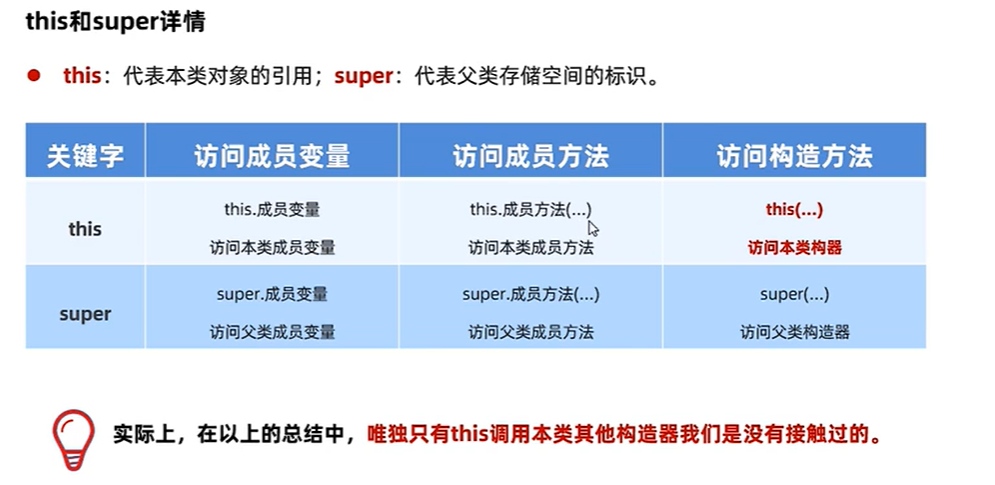 this和super详情
this：代表本类对象的引用；super：代表父类存储空间的标识。
关键字 访问成员变量 访问成员方法 访问构造方法
this.成员变量 this.成员方法(...) this(...)
this
访问本类成员变量 访问本类成员方法 访问本类构器
super.成员变量 super.成员方法(...) super(...)
super
访问父类成员变量 访问父类成员方法 访问父类构造器
实际上，在以上的总结中，唯独只有this调用本类其他构造器我们是没有接触过的。